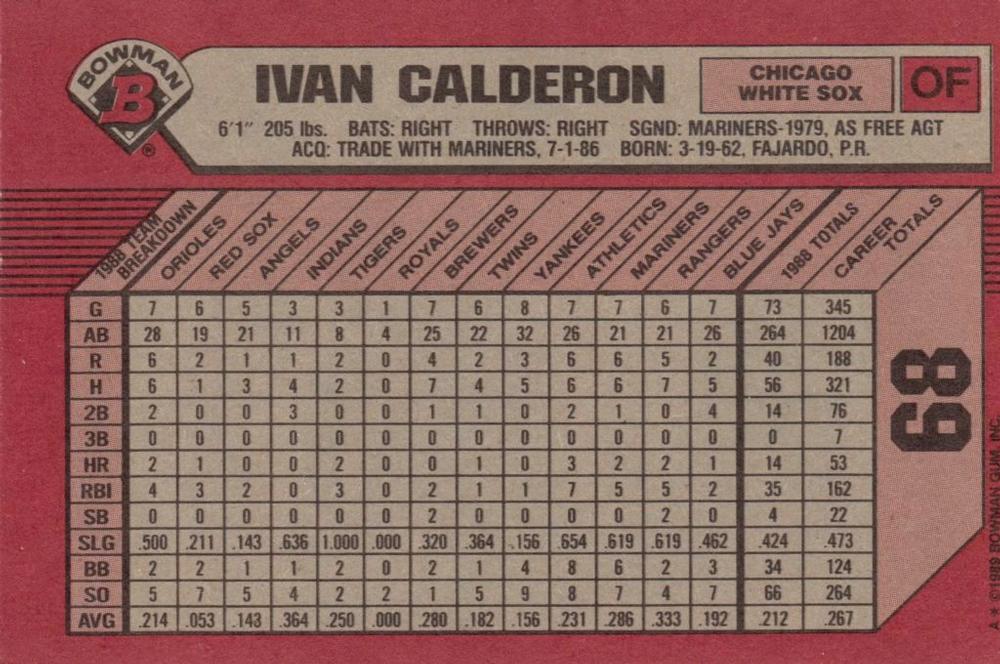 BOWMAN
B
®
IVAN CALDERON
CHICAGO
WHITE SOX
OF
6'1" 205 lbs. BATS: RIGHT THROWS: RIGHT SGND: MARINERS-1979, AS FREE AGT
ACQ: TRADE WITH MARINERS, 7-1-86 BORN: 3-19-62, FAJARDO, P.R.
1988 TEAM BREAKDOWN ORIOLES RED SOX ANGELS INDIANS TIGERS ROYALS BREWERS TWINS YANKEES ATHLETICS MARINERS RANGERS BLUE JAYS 1988 TOTALS CAREER TOTALS
G 7 6 5 3 3 1 7 6 8 7 7 6 7 73 345
AB 28 19 21 11 8 4 25 22 32 26 21 21 26 264 1204
R 6 2 1 1 2 0 4 2 3 6 6 5 2 40 188
H 6 1 3 4 2 0 7 4 5 6 6 7 5 56 321
2B 2 0 0 3 0 0 1 1 0 2 1 0 4 14 76
3B 0 0 0 0 0 0 0 0 0 0 0 0 0 0 7
HR 2 1 0 0 2 0 0 1 0 3 2 2 1 14 53
RBI 4 3 2 0 3 0 2 1 1 7 5 5 2 35 162
SB 0 0 0 0 0 0 2 0 0 0 0 2 0 4 22
SLG .500 .211 .143 .636 1.000 .000 .320 .364 .156 .654 .619 .619 .462 .424 .473
BB 2 2 1 1 2 0 2 1 4 8 6 2 3 34 124
SO 5 7 5 4 2 2 1 5 9 8 7 4 7 66 264
AVG .214 .053 .143 .364 .250 .000 .280 .182 .156 .231 .286 .333 .192 .212 .267
68
A ★ ©1989 BOWMAN GUM, INC.